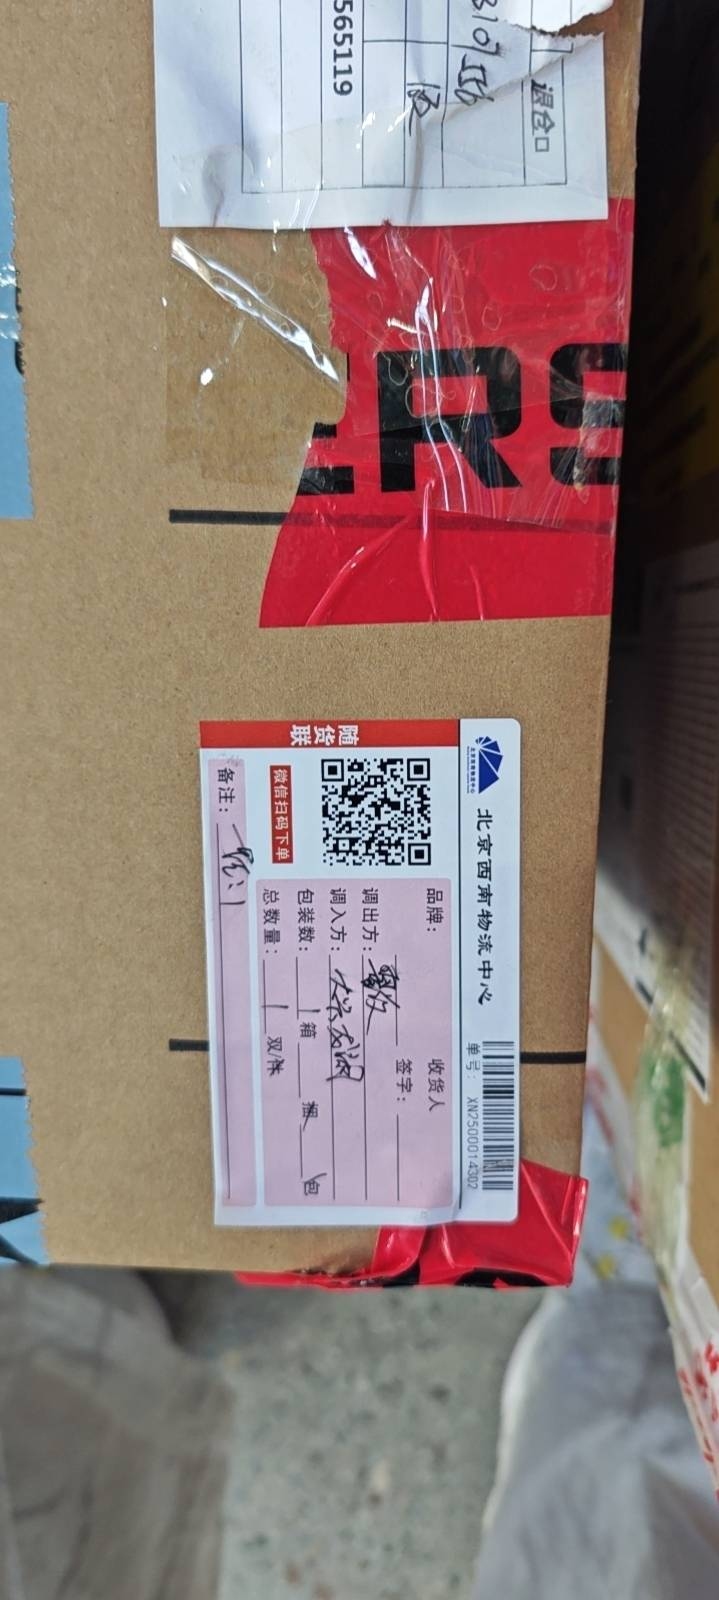 565119
退仓口
ERS
随货联
北京西南物流中心
单号: XN2500014302
微信扫码下单
品牌:
收货人
签字:
调出方:
调入方:
包装数: 1 箱 捆 包
总数量: 1 双/件
备注: